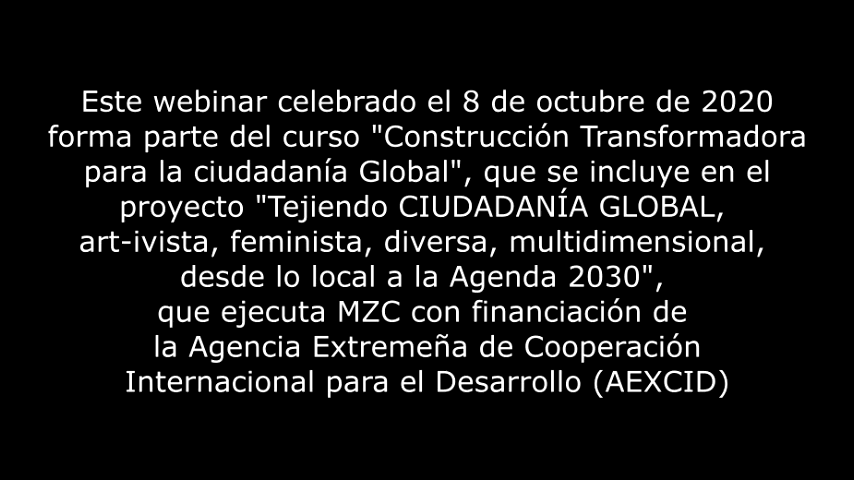 Este webinar celebrado el 8 de octubre de 2020
forma parte del curso "Construcción Transformadora
para la ciudadanía Global", que se incluye en el
proyecto "Tejiendo CIUDADANÍA GLOBAL,
art-ivista, feminista, diversa, multidimensional,
desde lo local a la Agenda 2030",
que ejecuta MZC con financiación de
la Agencia Extremeña de Cooperación
Internacional para el Desarrollo (AEXCID)